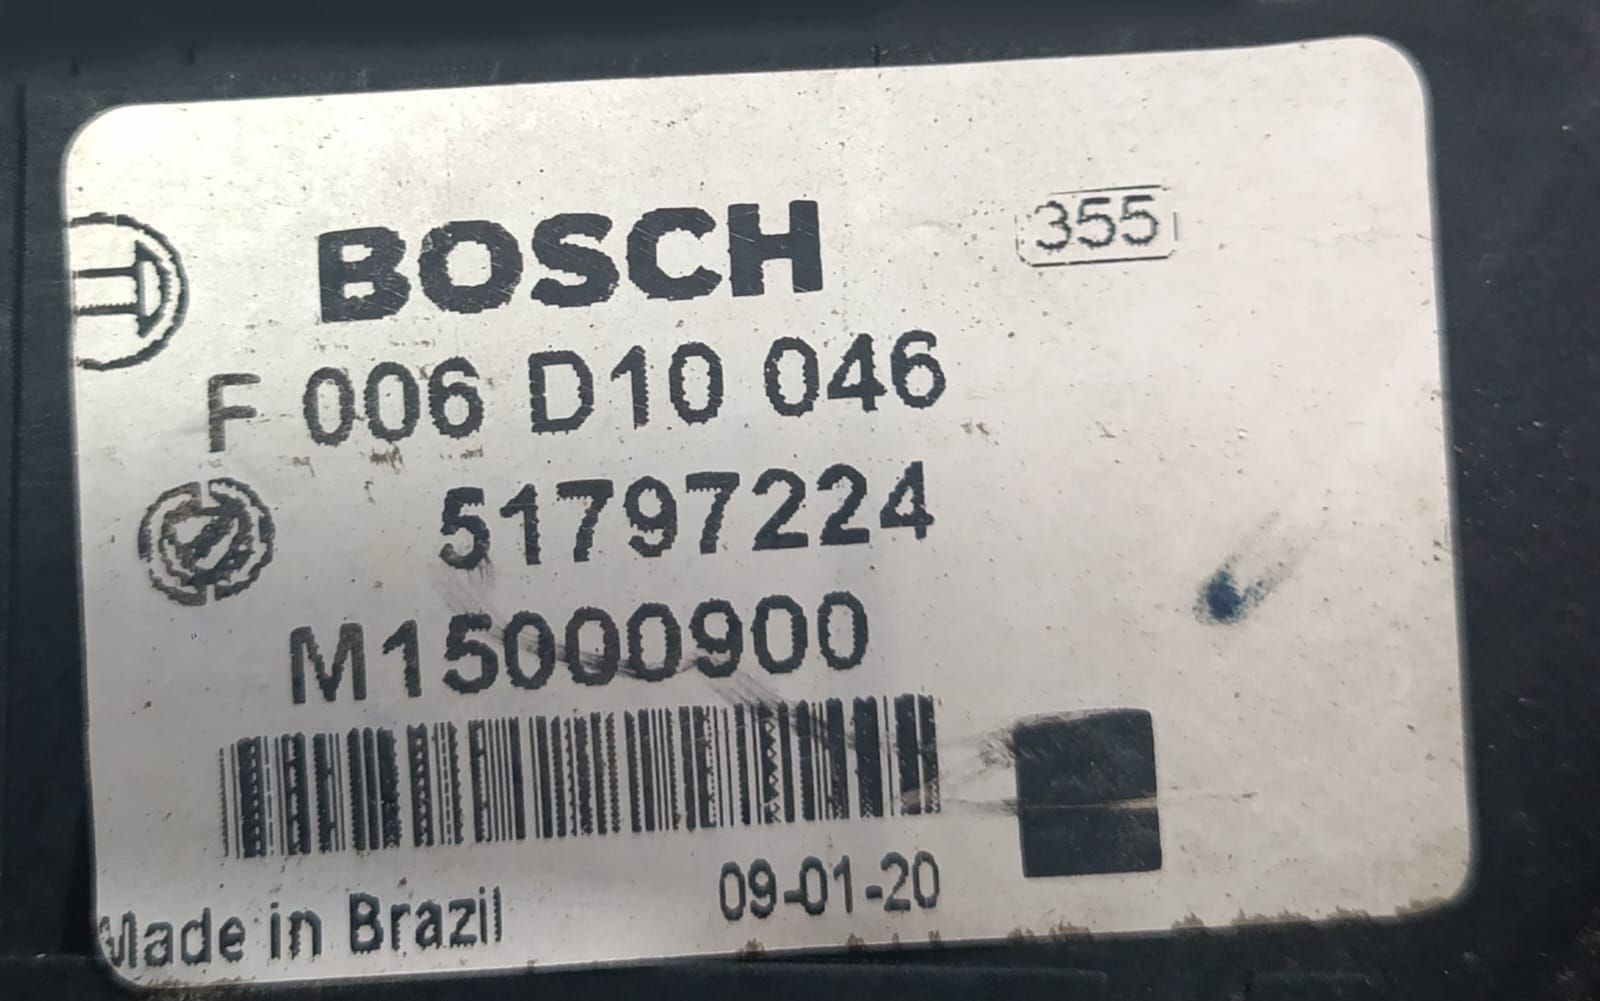 BOSCH 355
F 006 D10 046
51797224
M15000900
09-01-20
Made in Brazil